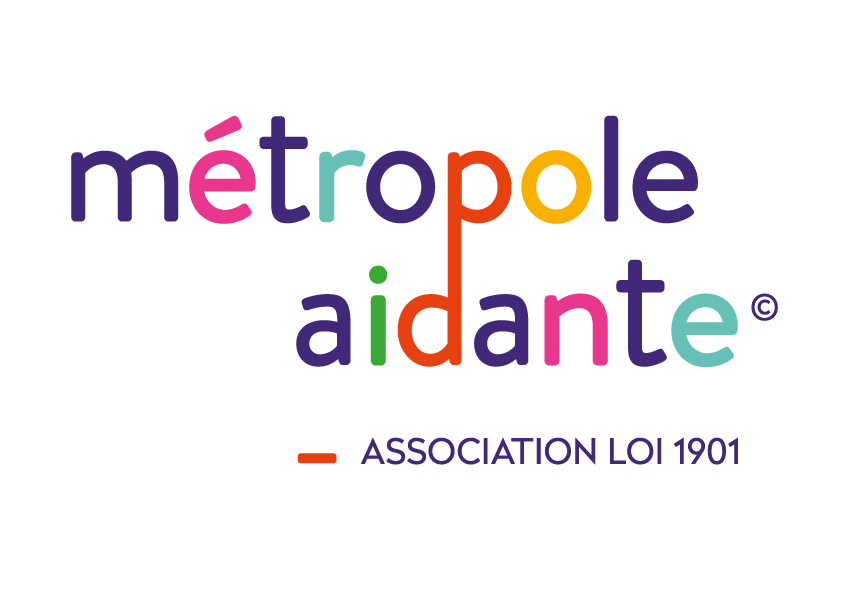 métropole
aidante ©
ASSOCIATION LOI 1901